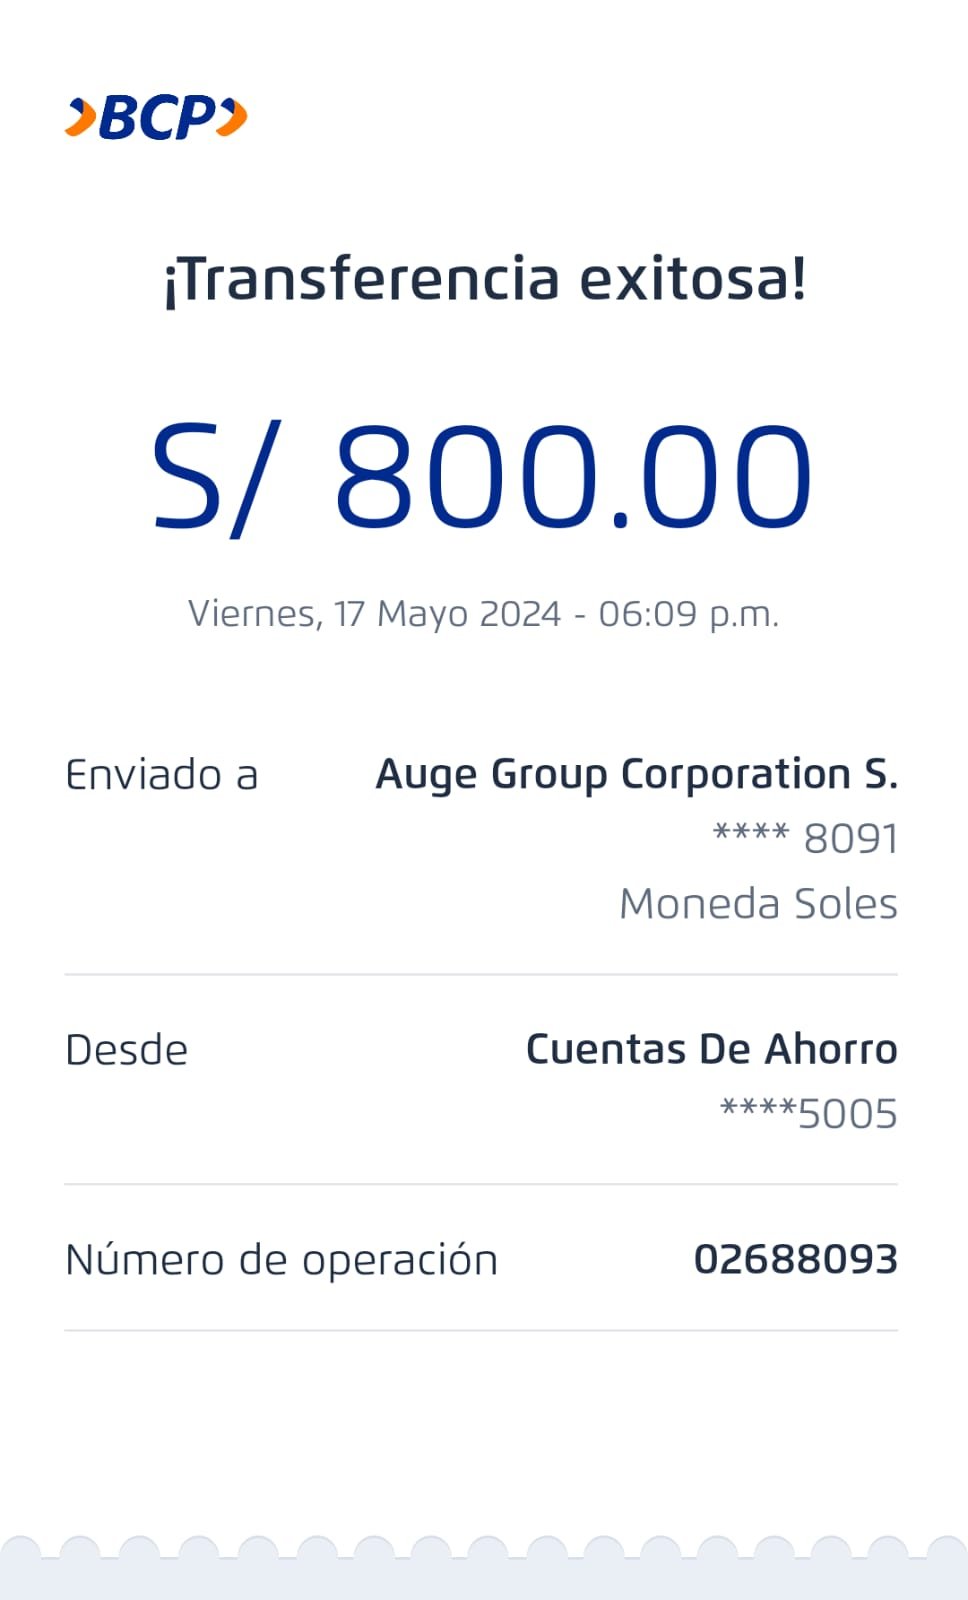 BCP
¡Transferencia exitosa!
S/ 800.00
Viernes, 17 Mayo 2024 - 06:09 p.m.
Enviado a Auge Group Corporation S.
**** 8091
Moneda Soles
Desde Cuentas De Ahorro
****5005
Número de operación 02688093